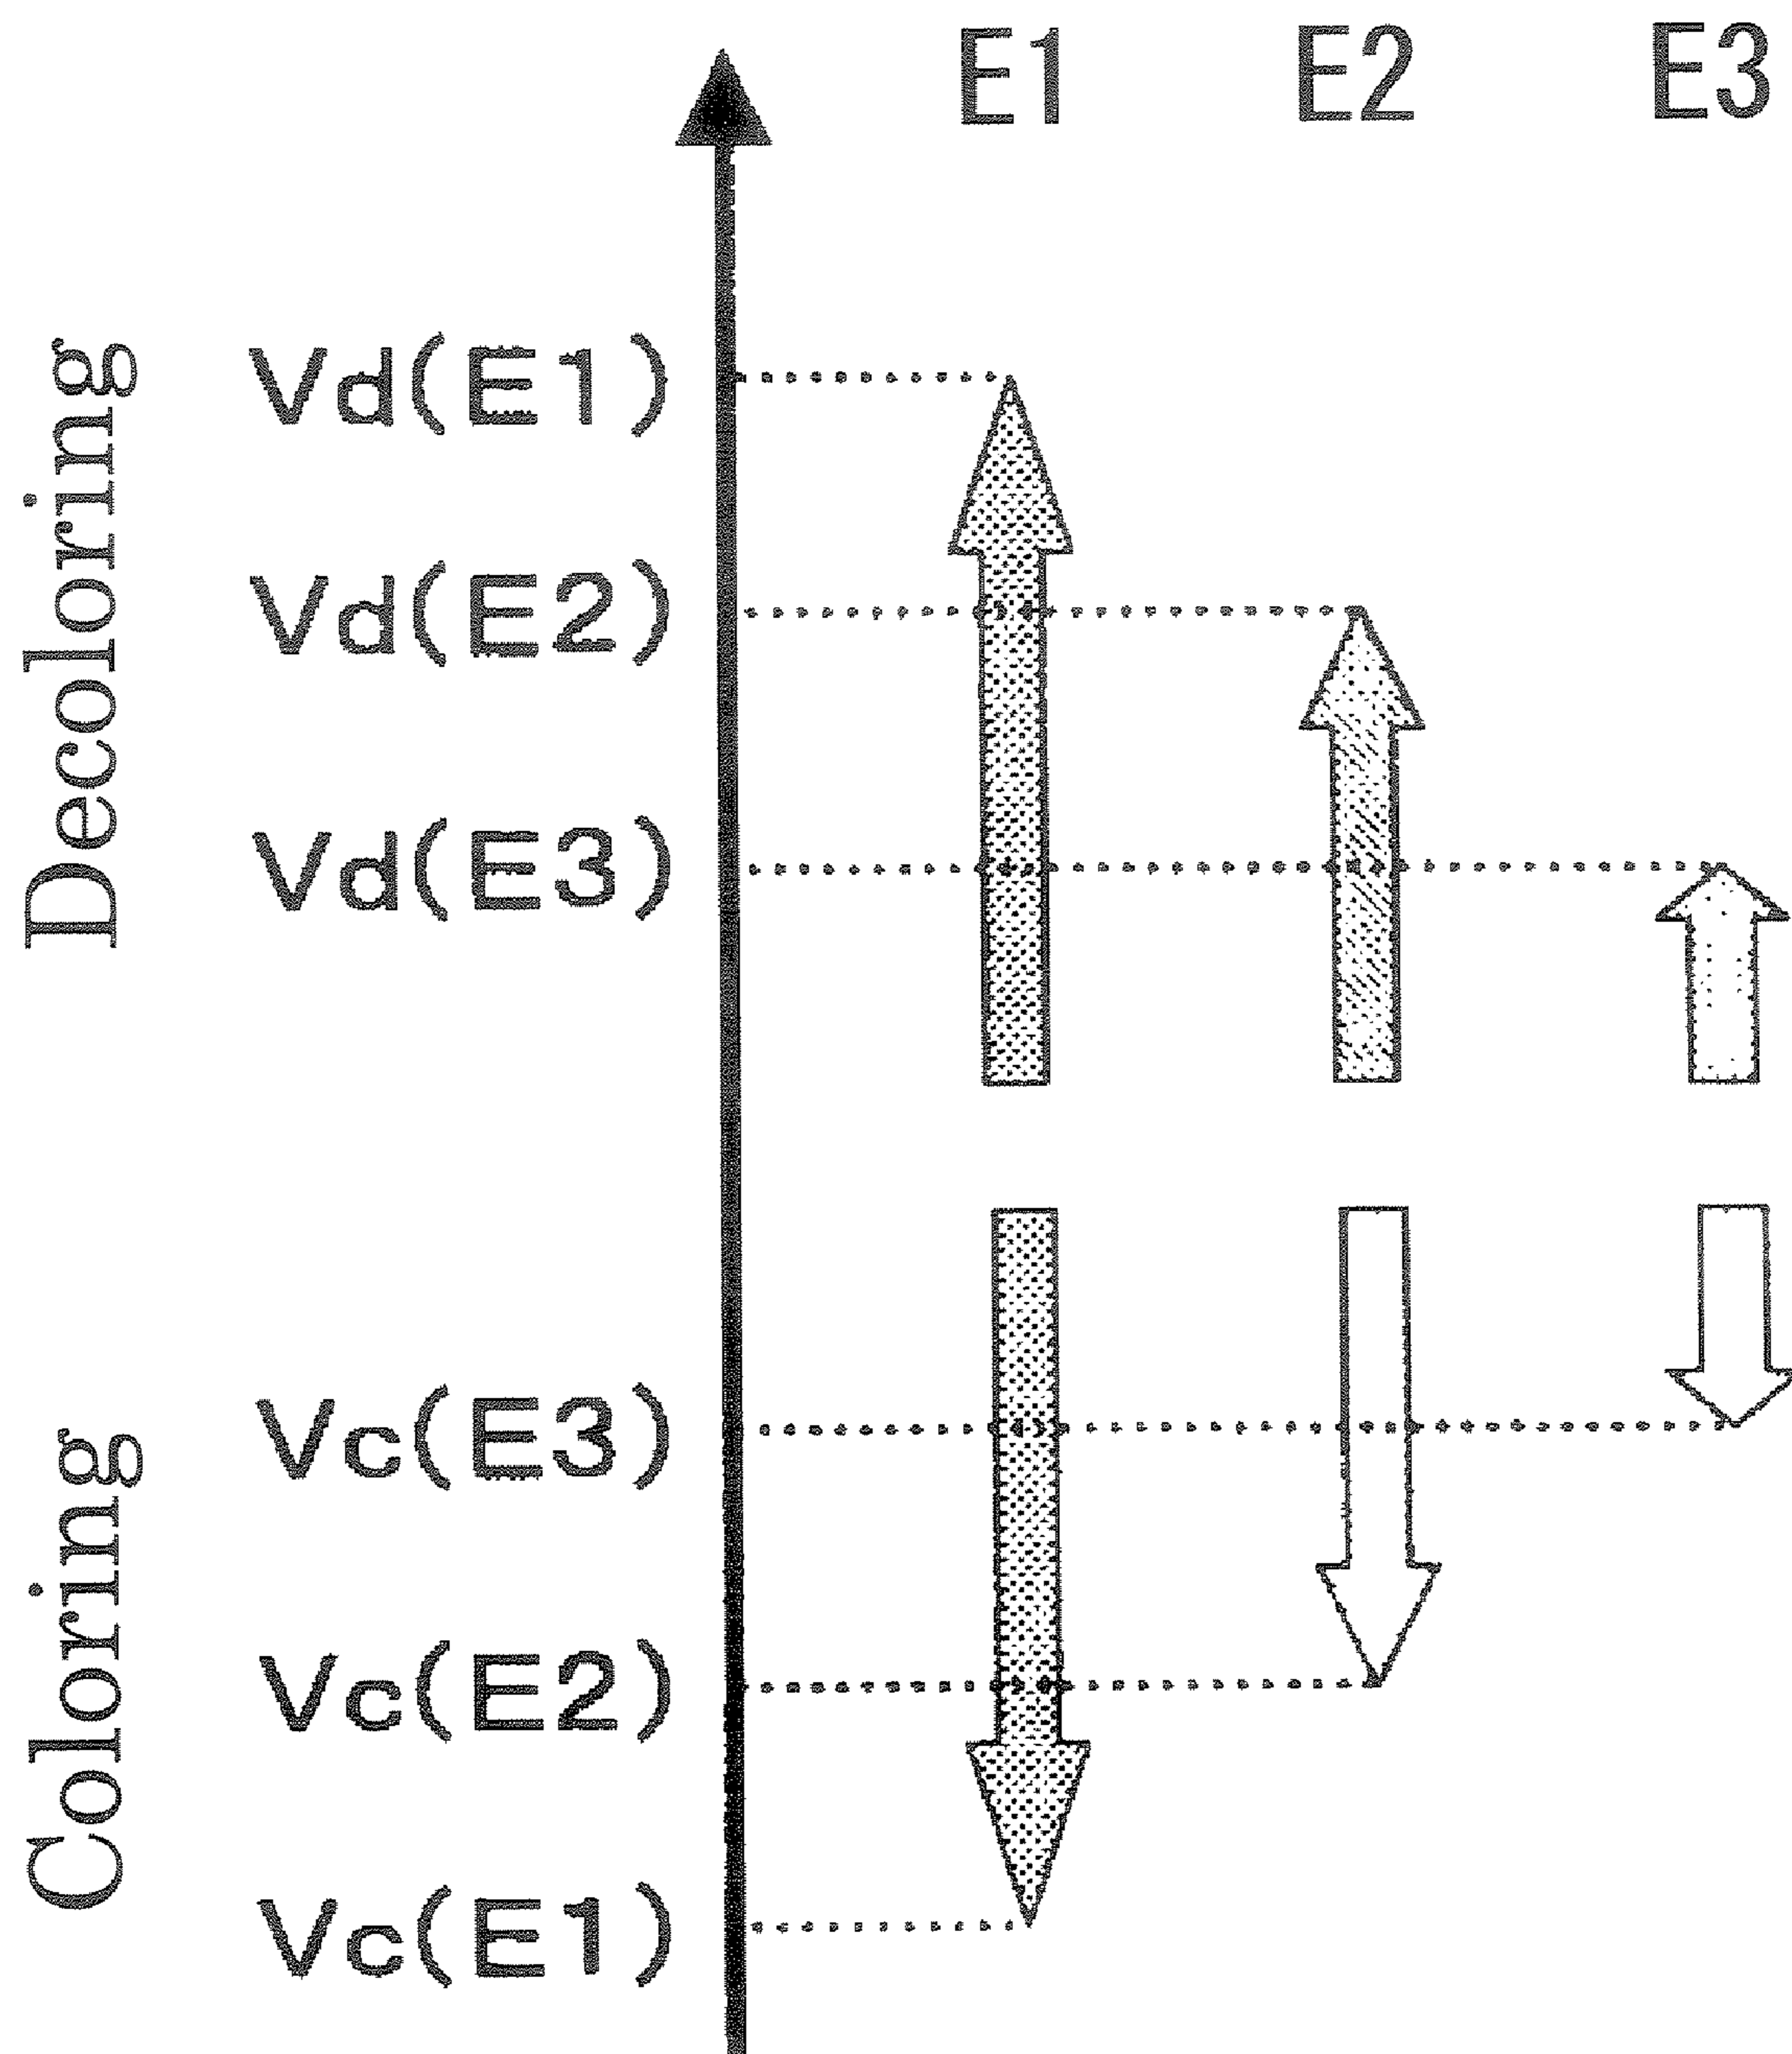 E1 E2 E3
Decoloring
Vd(E1)
Vd(E2)
Vd(E3)
Coloring
Vc(E3)
Vc(E2)
Vc(E1)